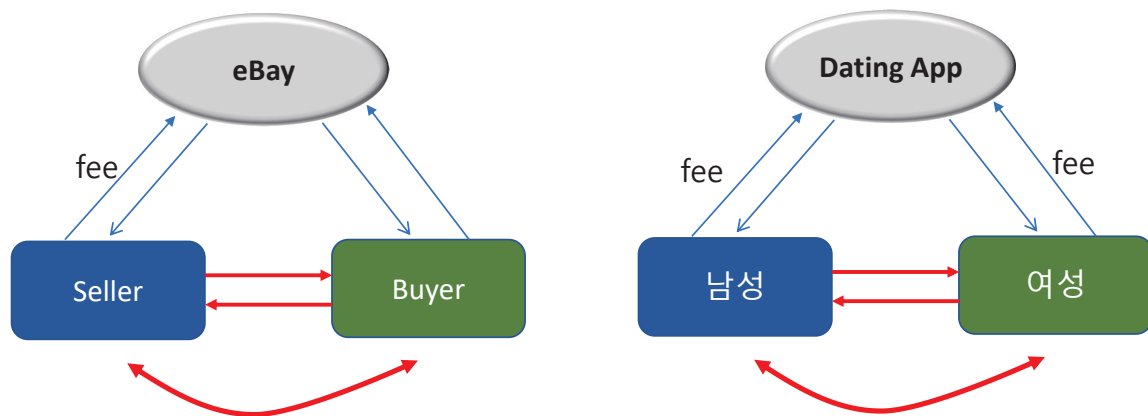 eBay
fee
Seller
Buyer
Dating App
fee
fee
남성
여성